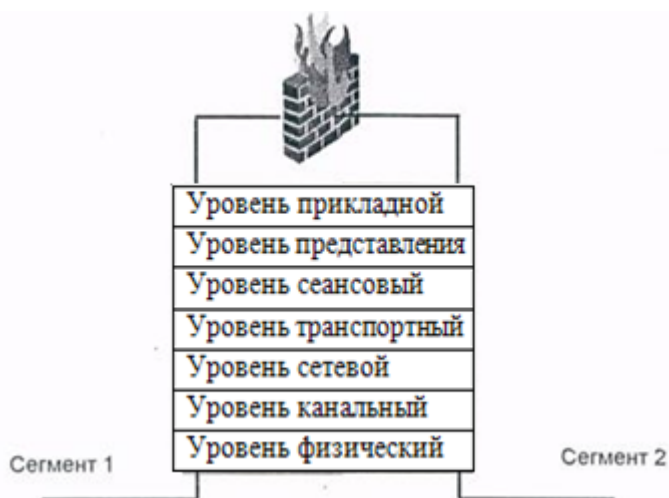 Уровень прикладной
Уровень представления
Уровень сеансовый
Уровень транспортный
Уровень сетевой
Уровень канальный
Уровень физический
Сегмент 1
Сегмент 2